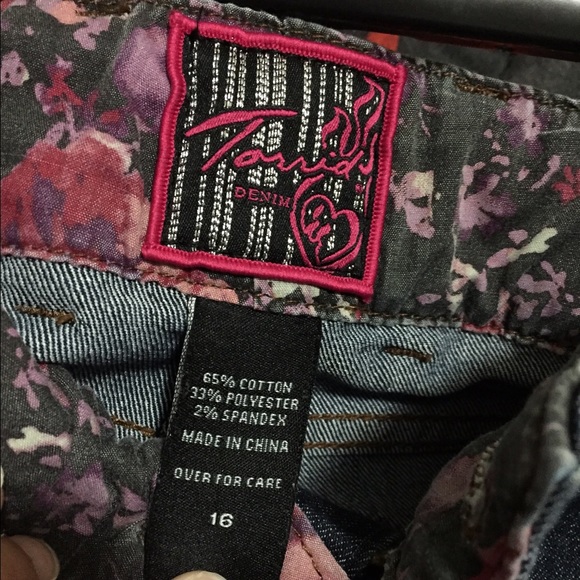 Torrid
DENIM
65% COTTON
33% POLYESTER
2% SPANDEX
MADE IN CHINA
OVER FOR CARE
16